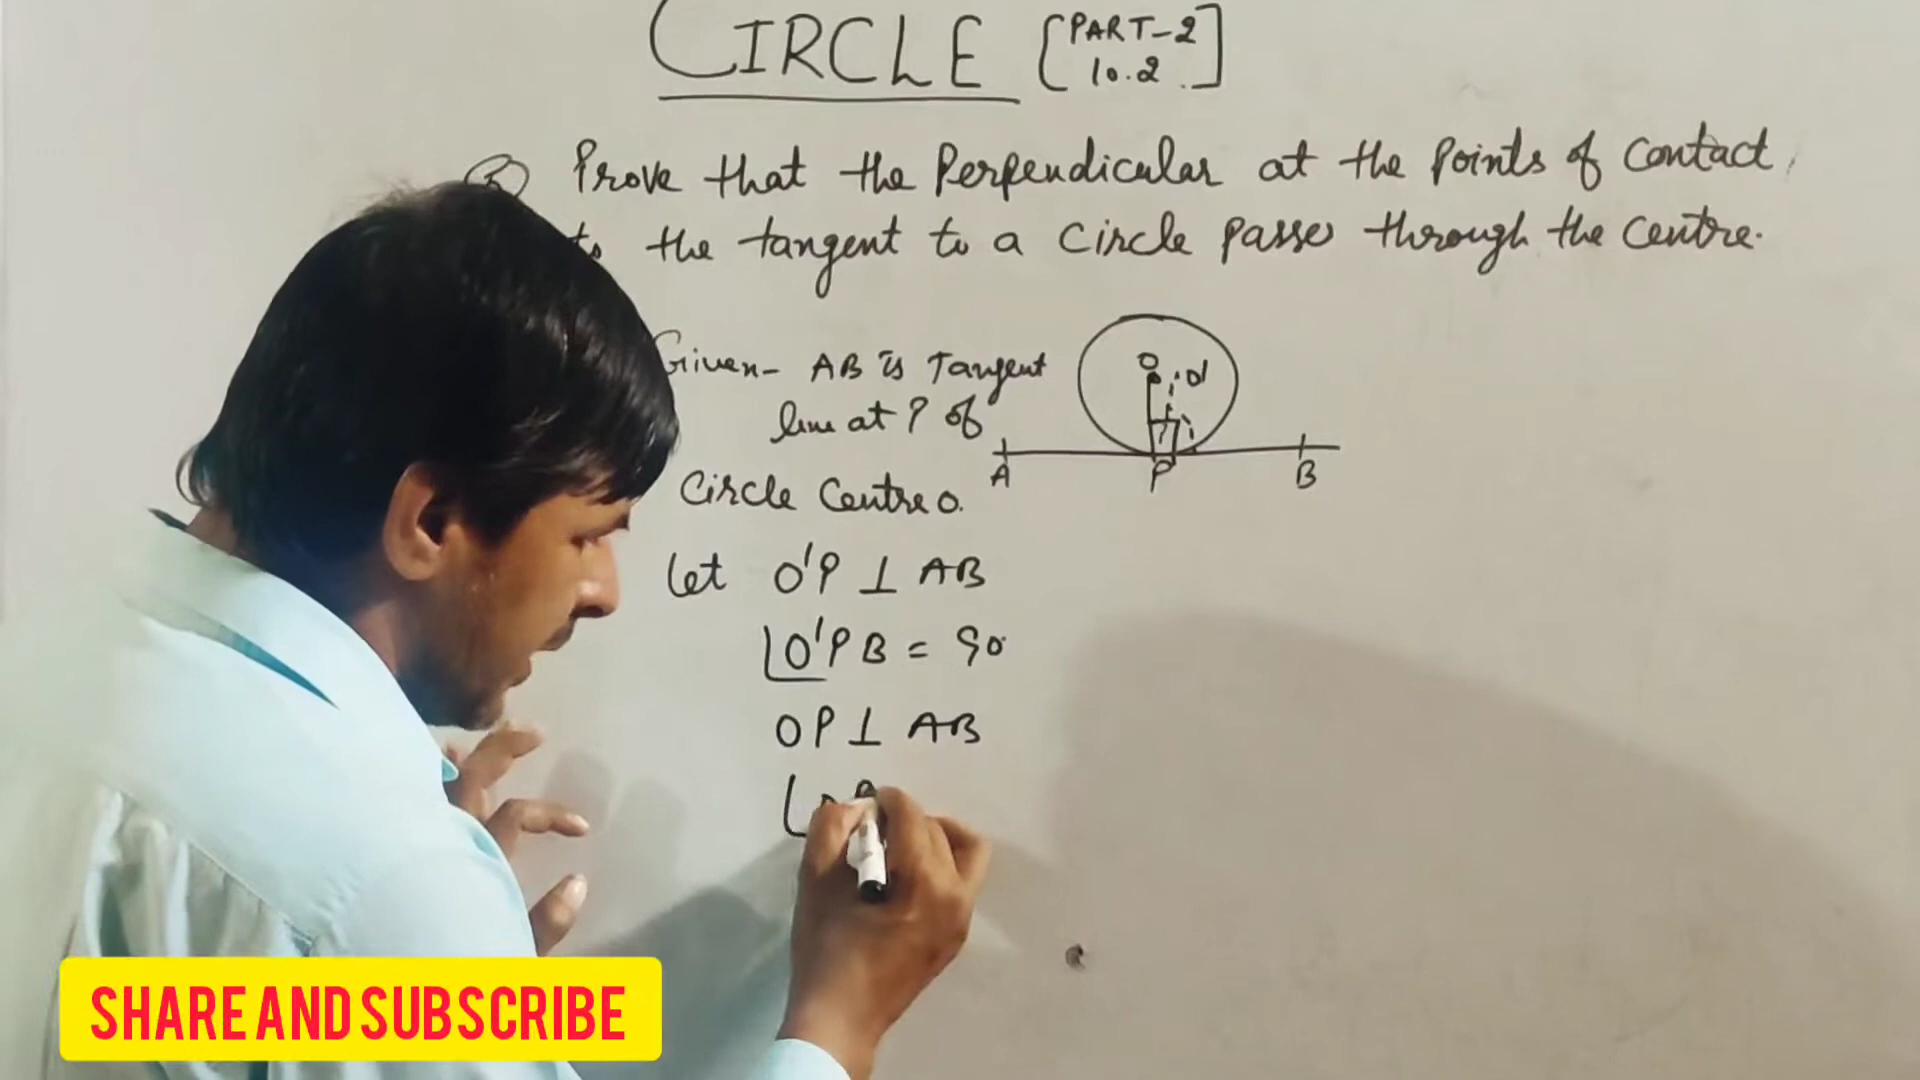 CIRCLE [PART-2
10.2]
Prove that the Perpendicular at the Points of Contact
to the tangent to a Circle passes through the Centre.
Given- AB is Tangent
line at P of
Circle Centre O.
Let O'P ⊥ AB
∠O'PB = 90
OP ⊥ AB
O
O'
A
P
B
SHARE AND SUBSCRIBE